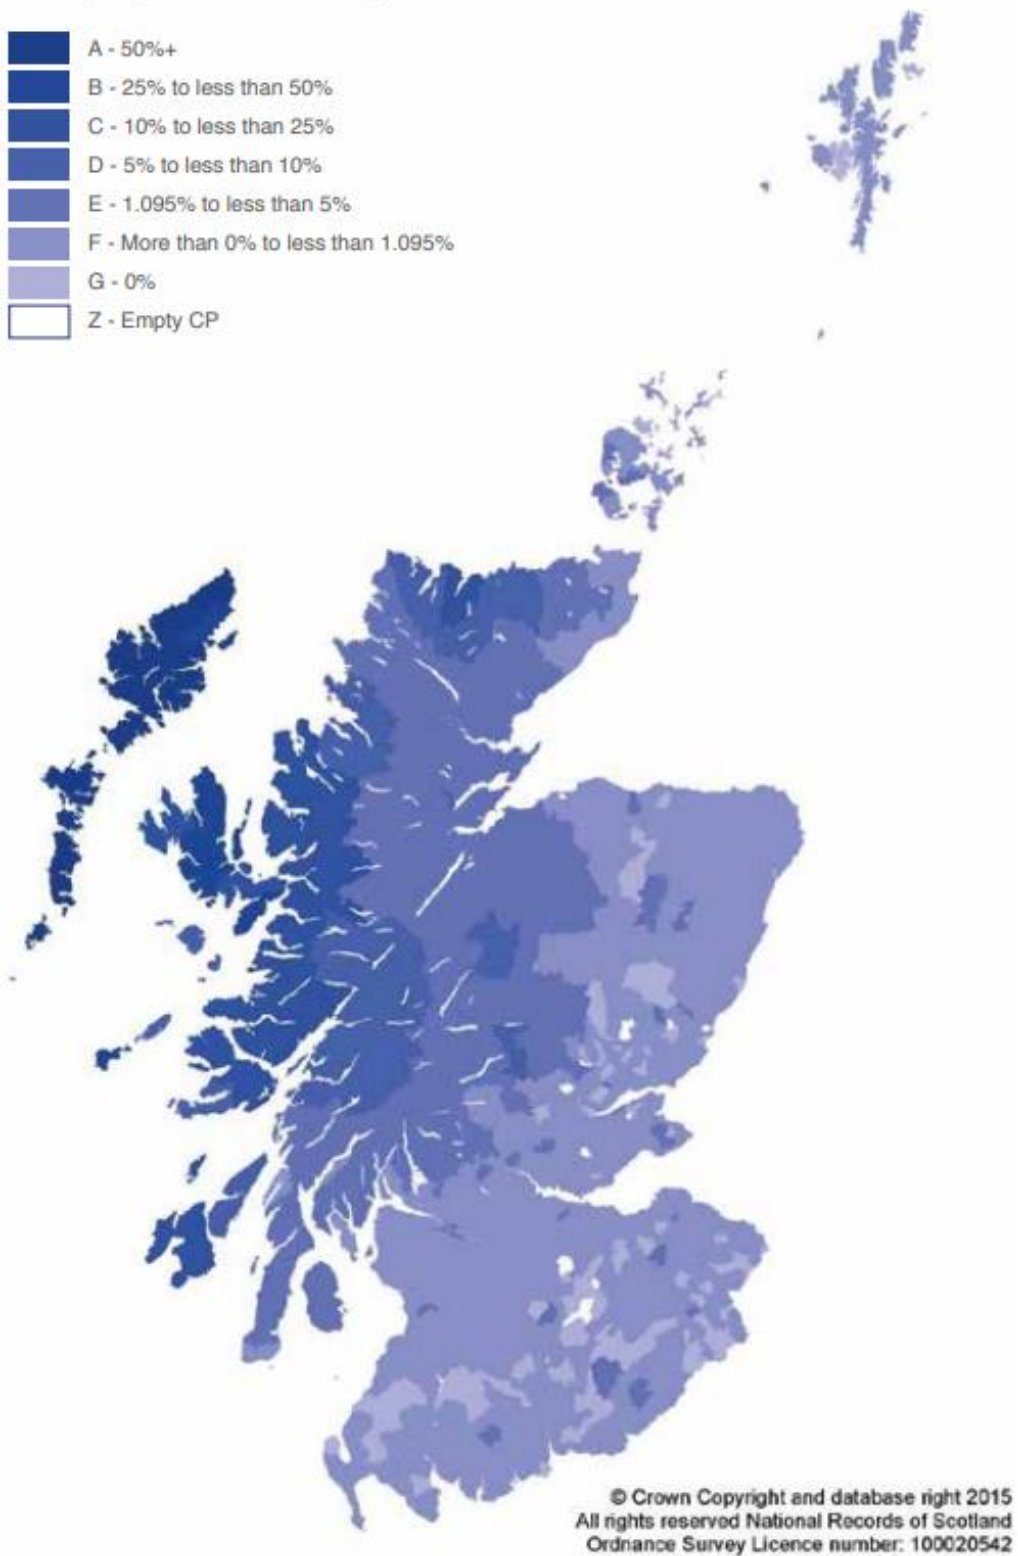 A - 50%+
B - 25% to less than 50%
C - 10% to less than 25%
D - 5% to less than 10%
E - 1.095% to less than 5%
F - More than 0% to less than 1.095%
G - 0%
Z - Empty CP
© Crown Copyright and database right 2015
All rights reserved National Records of Scotland
Ordnance Survey Licence number: 100020542